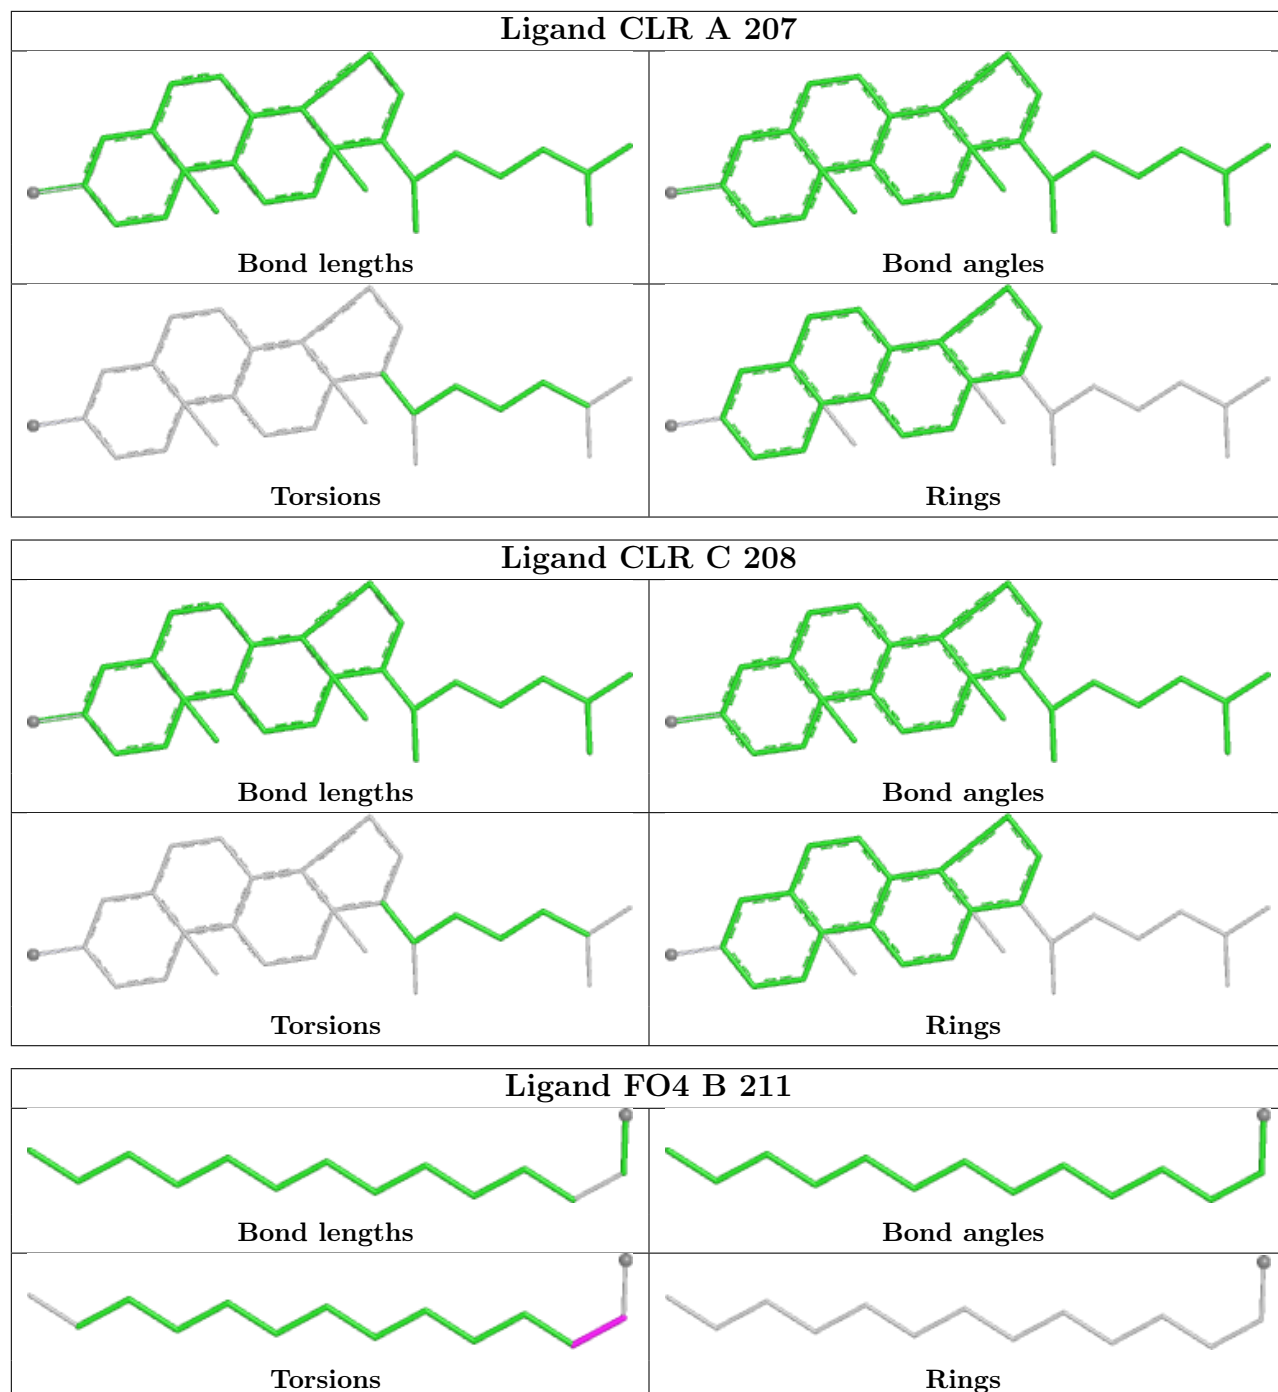 Ligand CLR A 207
Bond lengths
Bond angles
Torsions
Rings
Ligand CLR C 208
Bond lengths
Bond angles
Torsions
Rings
Ligand FO4 B 211
Bond lengths
Bond angles
Torsions
Rings